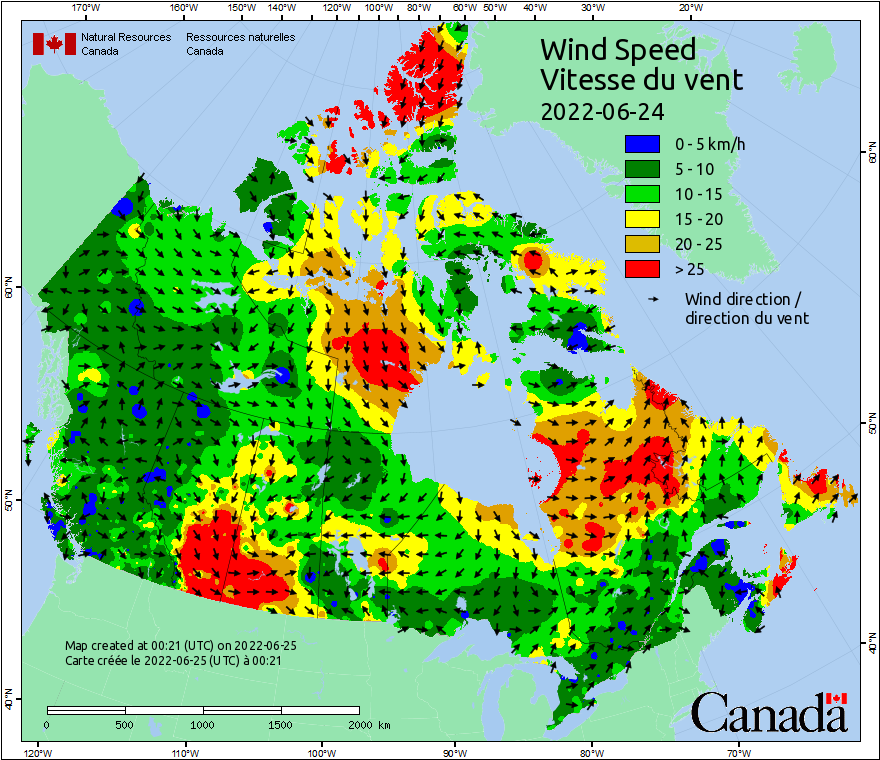 170°W 160°W 150°W 140°W 120°W 110°W 100°W 80°W 60°W 50°W 40°W 30°W 20°W
Natural Resources Canada
Ressources naturelles Canada
Wind Speed
Vitesse du vent
2022-06-24
0 - 5 km/h
5 - 10
10 - 15
15 - 20
20 - 25
> 25
Wind direction /
direction du vent
60°N
60°N
50°N
50°N
40°N
40°N
Map created at 00:21 (UTC) on 2022-06-25
Carte créée le 2022-06-25 (UTC) à 00:21
0 500 1000 1500 2000 km
Canada
120°W 110°W 100°W 90°W 80°W 70°W